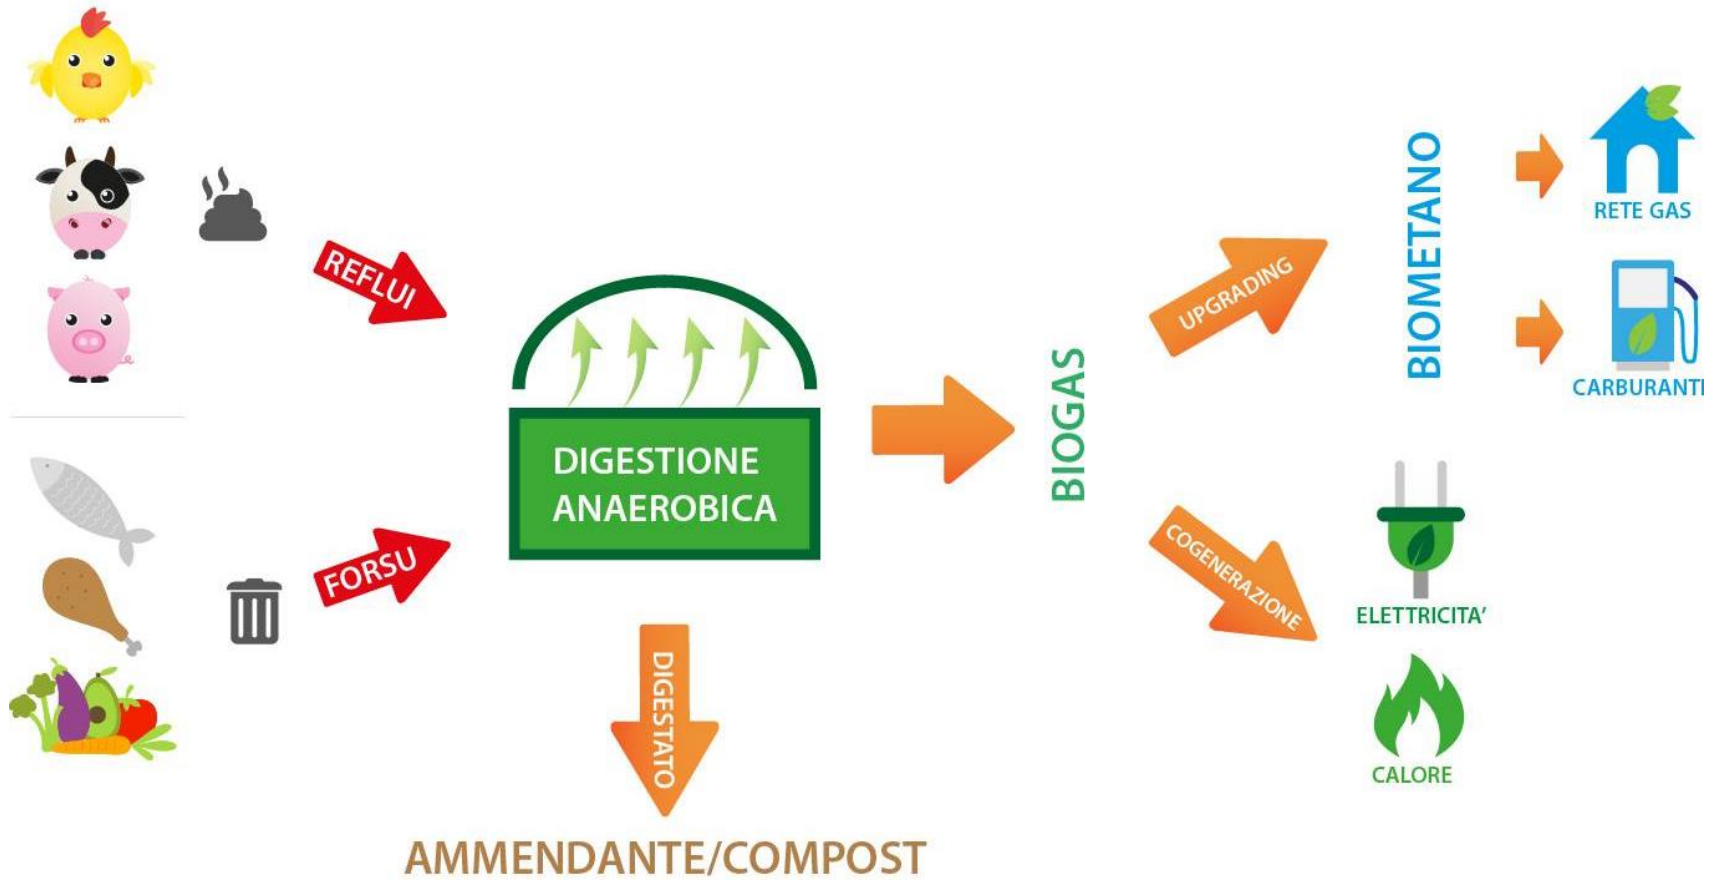 REFLUI
FORSU
DIGESTIONE
ANAEROBICA
DIGESTATO
AMMENDANTE/COMPOST
BIOGAS
UPGRADING
COGENERAZIONE
BIOMETANO
RETE GAS
CARBURANTI
ELETTRICITA’
CALORE